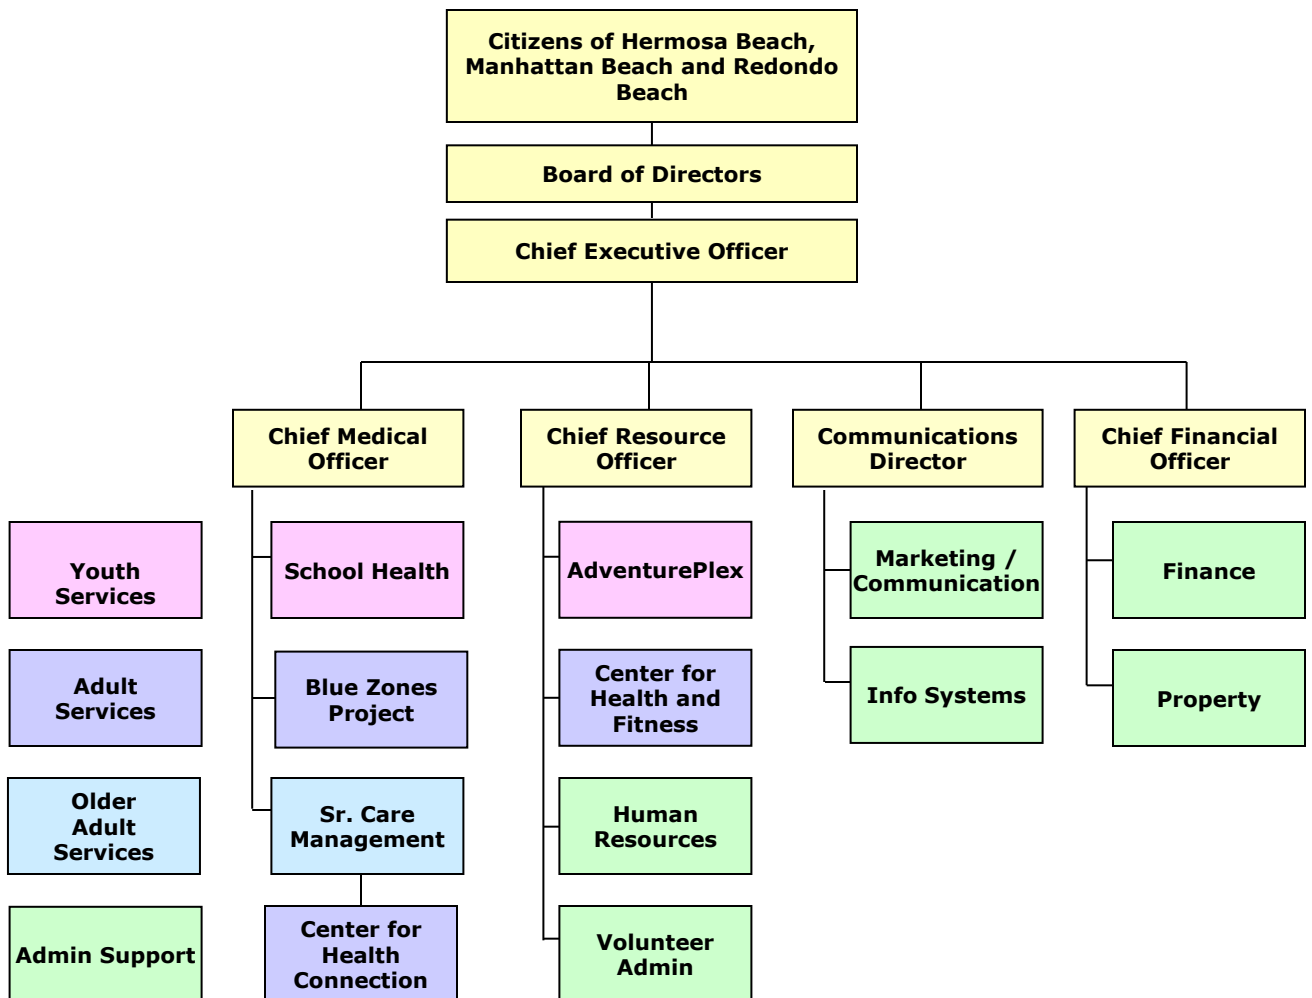 Citizens of Hermosa Beach,
Manhattan Beach and Redondo
Beach
Board of Directors
Chief Executive Officer
Chief Medical
Officer
Chief Resource
Officer
Communications
Director
Chief Financial
Officer
Youth
Services
School Health
AdventurePlex
Marketing /
Communication
Finance
Adult
Services
Blue Zones
Project
Center for
Health and
Fitness
Info Systems
Property
Older
Adult
Services
Sr. Care
Management
Human
Resources
Admin Support
Center for
Health
Connection
Volunteer
Admin